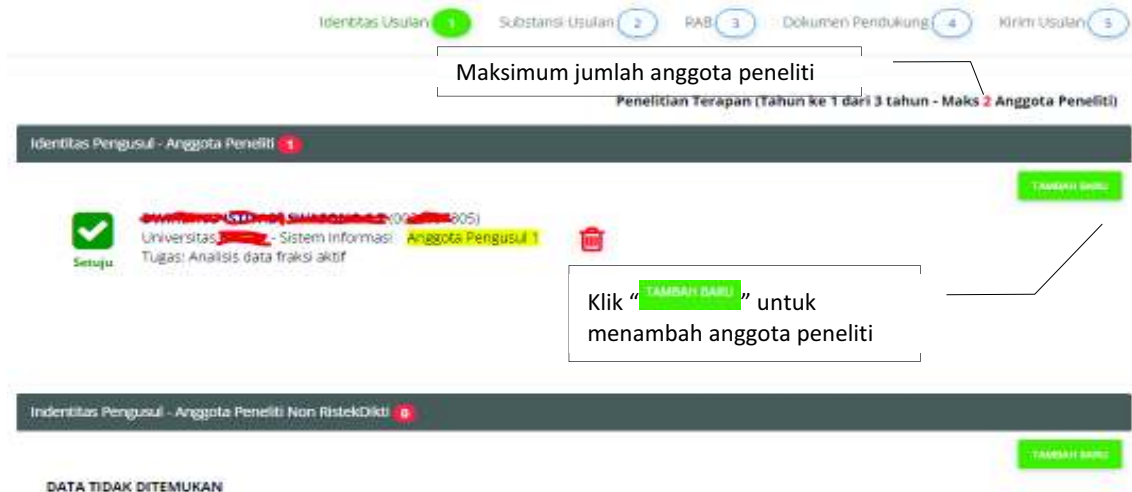 Identitas Usulan 1 Substansi Usulan 2 RAB 3 Dokumen Pendukung 4 Kirim Usulan 5
Maksimum jumlah anggota peneliti
Penelitian Terapan (Tahun ke 1 dari 3 tahun - Maks 2 Anggota Peneliti)
Identitas Pengusul - Anggota Peneliti 1
TAMBAH BARU
805)
Universitas - Sistem Informasi Anggota Pengusul 1
Setuju
Tugas: Analisis data fraksi aktif
Klik “TAMBAH BARU” untuk
menambah anggota peneliti
Indentitas Pengusul - Anggota Peneliti Non RistekDikti 0
TAMBAH BARU
DATA TIDAK DITEMUKAN